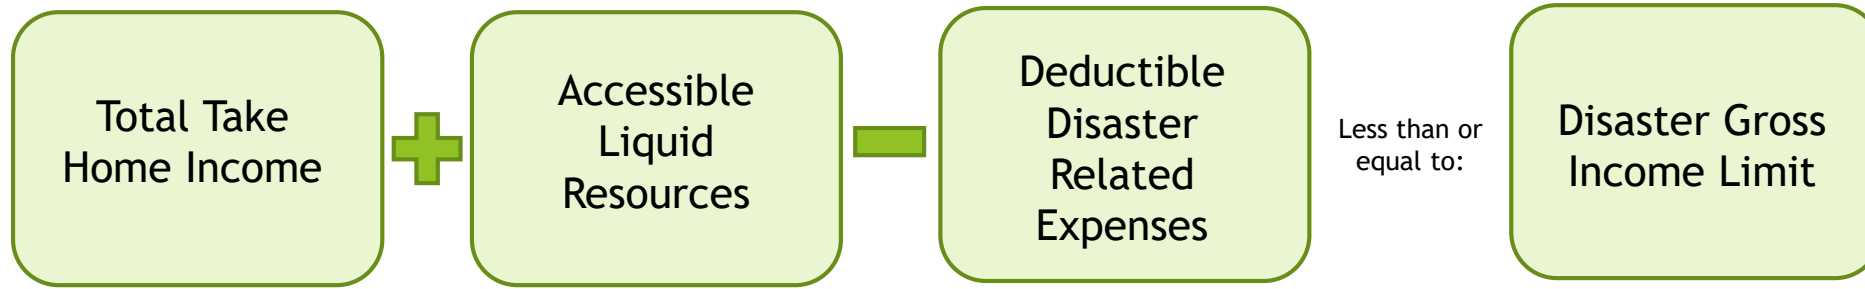 Total Take
Home Income
Accessible
Liquid
Resources
Deductible
Disaster
Related
Expenses
Less than or
equal to:
Disaster Gross
Income Limit